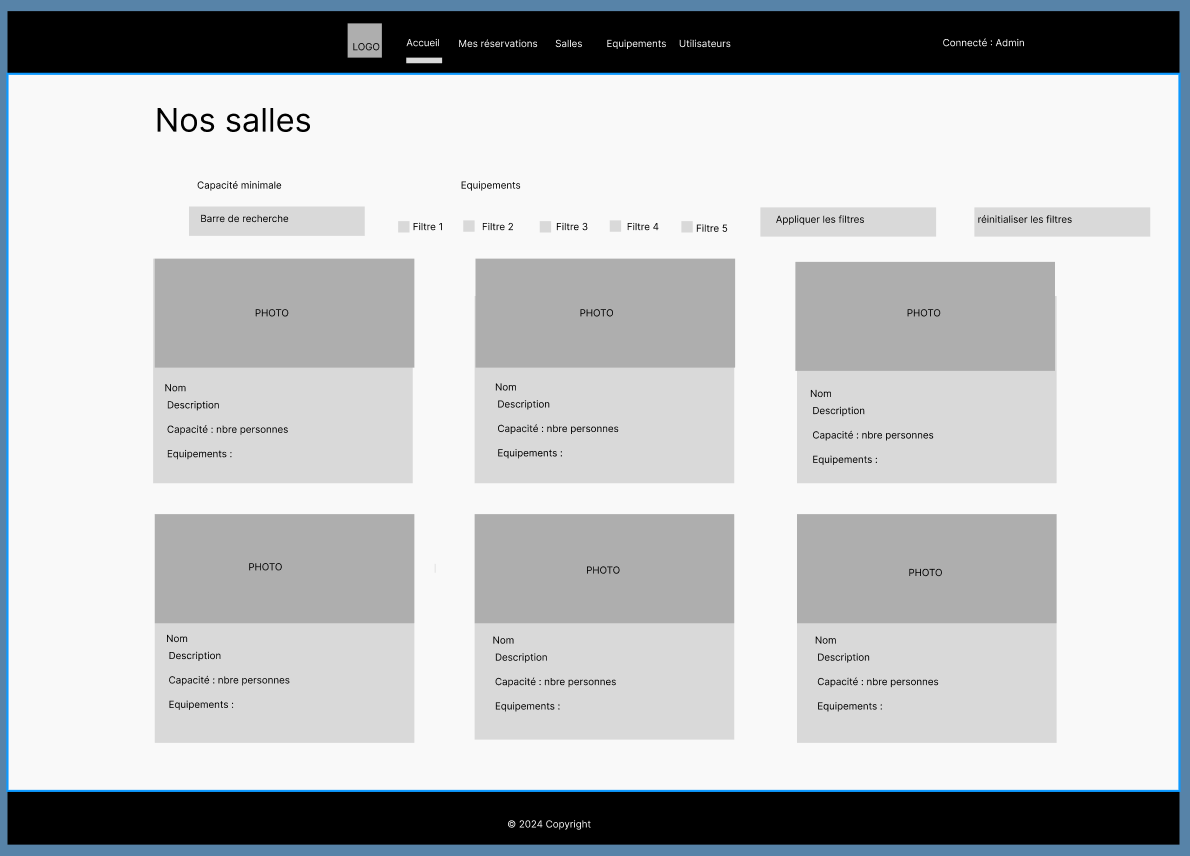 LOGO
Accueil
Mes réservations
Salles
Equipements
Utilisateurs
Connecté : Admin
Nos salles
Capacité minimale
Equipements
Barre de recherche
Filtre 1
Filtre 2
Filtre 3
Filtre 4
Filtre 5
Appliquer les filtres
réinitialiser les filtres
PHOTO
Nom
Description
Capacité : nbre personnes
Equipements :
PHOTO
Nom
Description
Capacité : nbre personnes
Equipements :
PHOTO
Nom
Description
Capacité : nbre personnes
Equipements :
PHOTO
Nom
Description
Capacité : nbre personnes
Equipements :
PHOTO
Nom
Description
Capacité : nbre personnes
Equipements :
PHOTO
Nom
Description
Capacité : nbre personnes
Equipements :
© 2024 Copyright